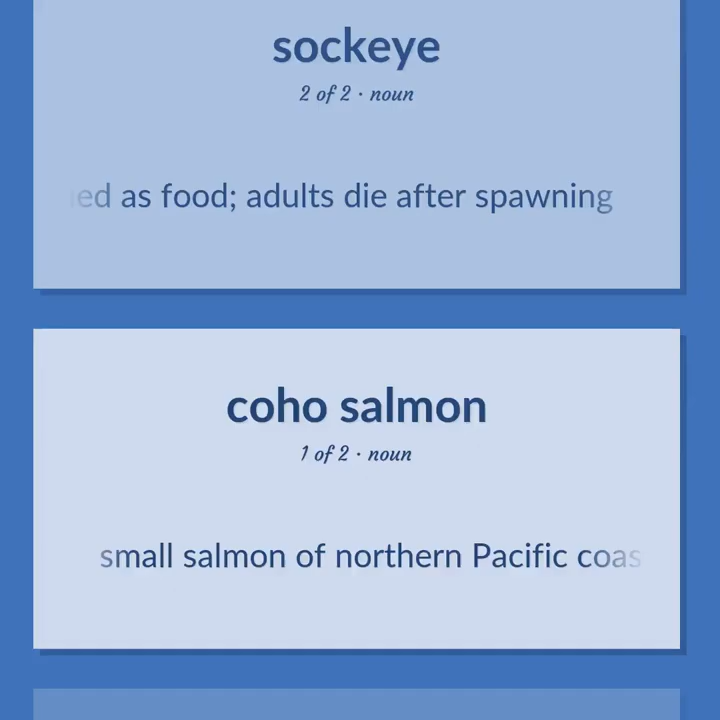 sockeye
2 of 2 · noun
ed as food; adults die after spawning
coho salmon
1 of 2 · noun
small salmon of northern Pacific coas